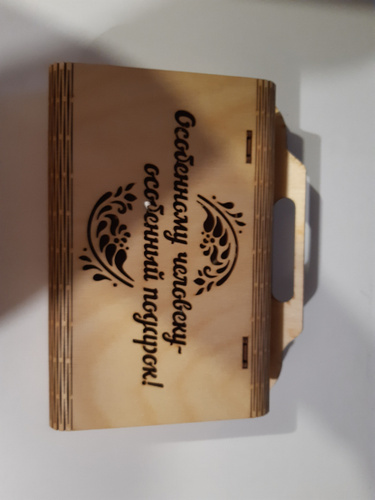 Особенному человеку-
особенный подарок!